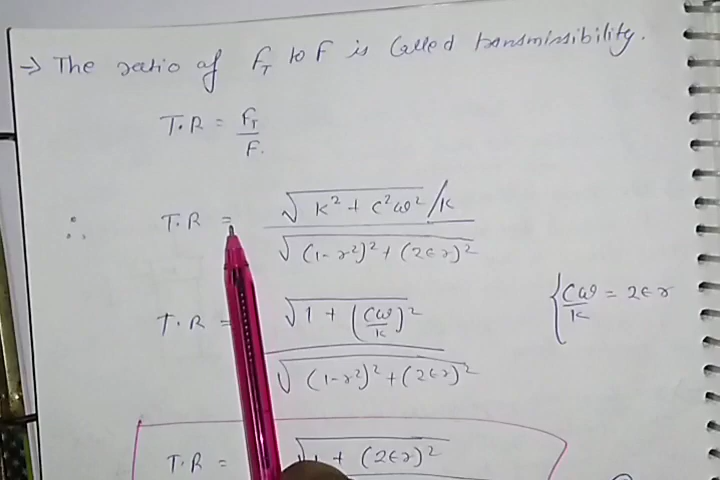 → The ratio of F_T to F is Called transmissibility.
T.R = F_T / F.
∴ T.R = √(K² + C²ω²) /K / √((1-r²)² + (2εr)²)
T.R = √(1 + (Cω/K)²) / √((1-r²)² + (2εr)²) { Cω/K = 2εr
T.R = √(1 + (2εr)²)